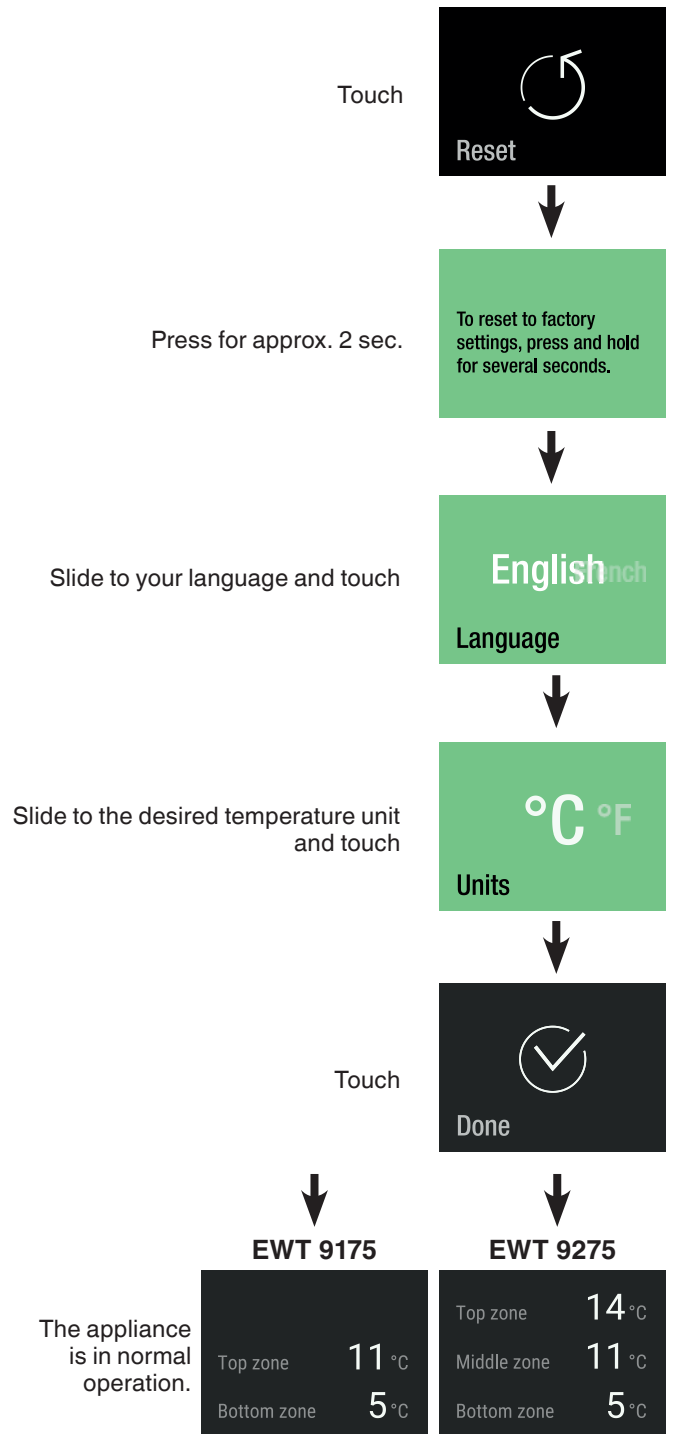 Touch
Reset
Press for approx. 2 sec.
To reset to factory
settings, press and hold
for several seconds.
Slide to your language and touch
English French
Language
Slide to the desired temperature unit
and touch
°C °F
Units
Touch
Done
EWT 9175
EWT 9275
The appliance
is in normal
operation.
Top zone 11 °C
Bottom zone 5 °C
Top zone 14 °C
Middle zone 11 °C
Bottom zone 5 °C